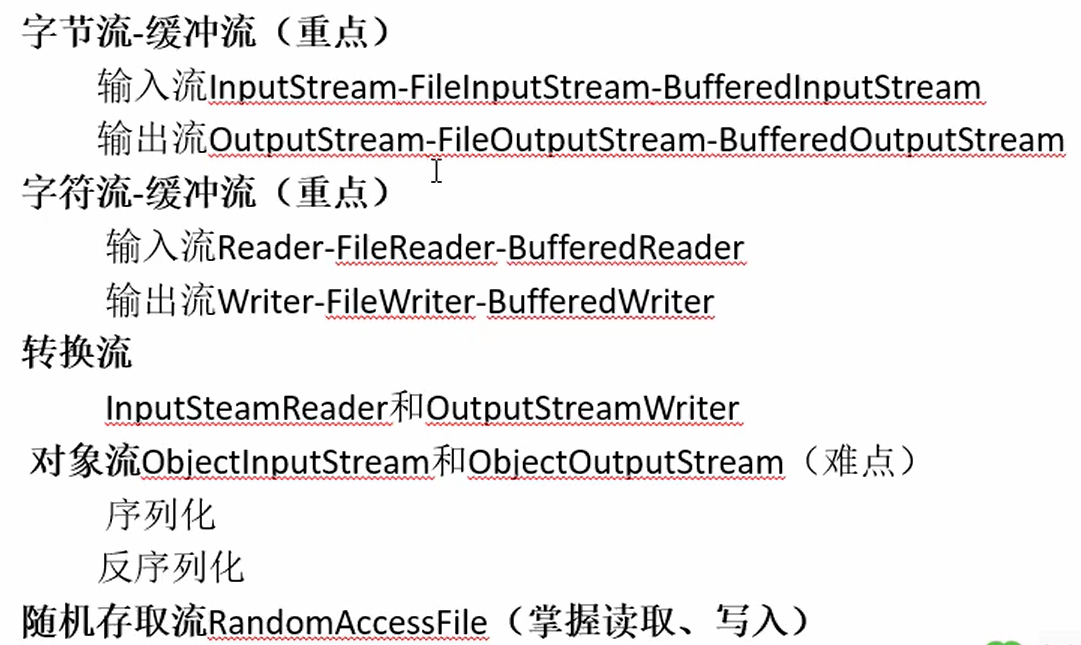 字节流-缓冲流（重点）
输入流InputStream-FileInputStream-BufferedInputStream
输出流OutputStream-FileOutputStream-BufferedOutputStream
字符流-缓冲流（重点）
输入流Reader-FileReader-BufferedReader
输出流Writer-FileWriter-BufferedWriter
转换流
InputSteamReader和OutputStreamWriter
对象流ObjectInputStream和ObjectOutputStream（难点）
序列化
反序列化
随机存取流RandomAccessFile（掌握读取、写入）